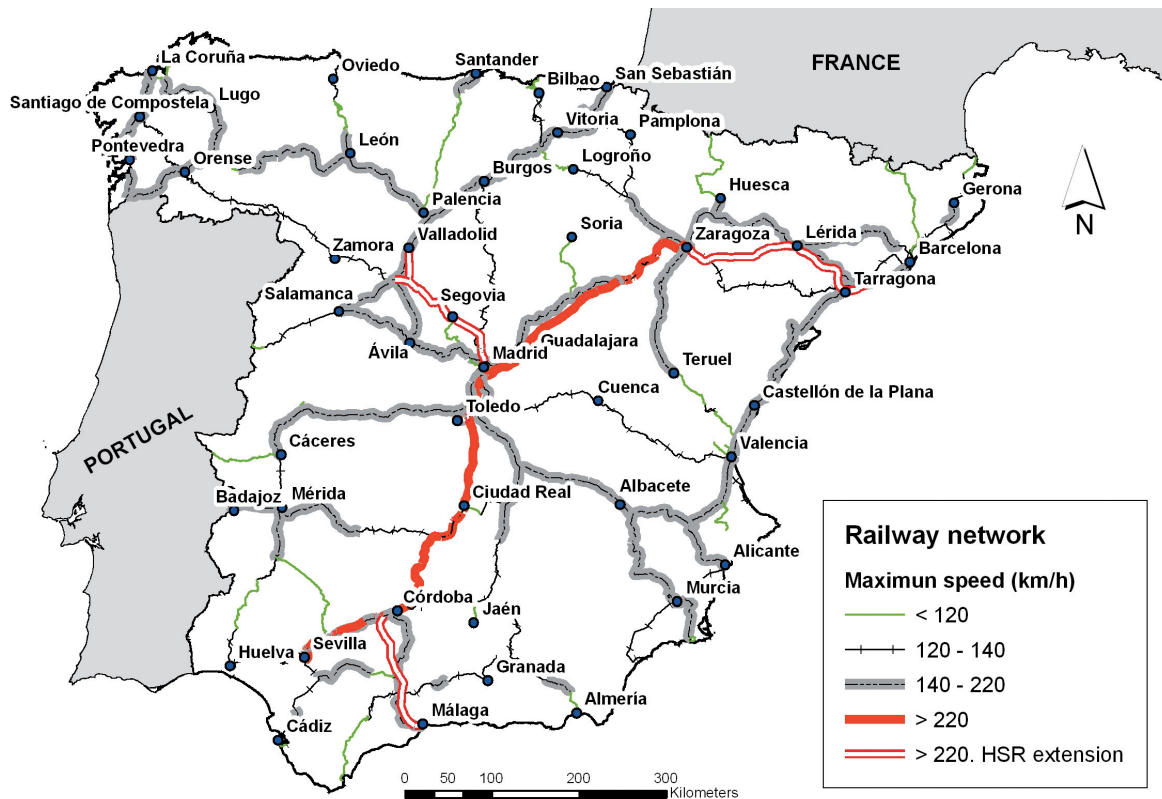 La Coruña
Oviedo
Santander
Bilbao
San Sebastián
FRANCE
Santiago de Compostela
Lugo
Vitoria
Pamplona
Pontevedra
Orense
León
Logroño
Burgos
Huesca
Gerona
N
Palencia
Soria
Zaragoza
Lérida
Valladolid
Zamora
Barcelona
Tarragona
Salamanca
Segovia
Guadalajara
Ávila
Madrid
Teruel
Cuenca
Castellón de la Plana
Toledo
PORTUGAL
Cáceres
Valencia
Badajoz
Mérida
Ciudad Real
Albacete
Alicante
Murcia
Córdoba
Jaén
Huelva
Sevilla
Granada
Almería
Cádiz
Málaga
Railway network
Maximun speed (km/h)
< 120
120 - 140
140 - 220
> 220
> 220. HSR extension
0 50 100 200 300
Kilometers